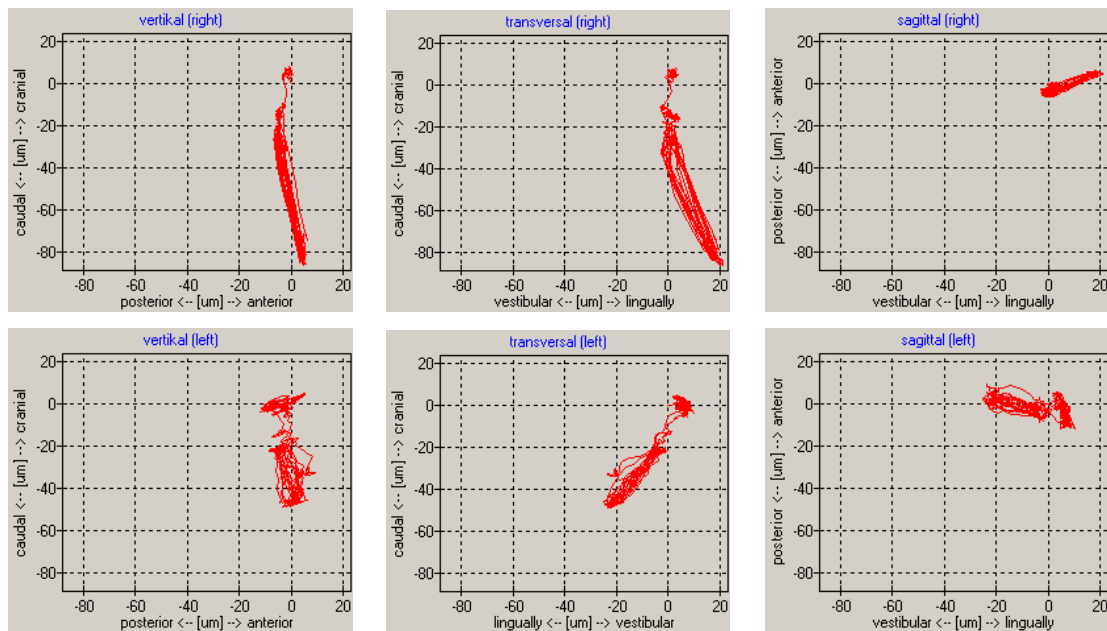 vertikal (right)
20
0
-20
-40
-60
-80
caudal <-- [um] --> cranial
-80 -60 -40 -20 0 20
posterior <-- [um] --> anterior
transversal (right)
20
0
-20
-40
-60
-80
caudal <-- [um] --> cranial
-80 -60 -40 -20 0 20
vestibular <-- [um] --> lingually
sagittal (right)
20
0
-20
-40
-60
-80
posterior <-- [um] --> anterior
-80 -60 -40 -20 0 20
vestibular <-- [um] --> lingually
vertikal (left)
20
0
-20
-40
-60
-80
caudal <-- [um] --> cranial
-80 -60 -40 -20 0 20
posterior <-- [um] --> anterior
transversal (left)
20
0
-20
-40
-60
-80
caudal <-- [um] --> cranial
-80 -60 -40 -20 0 20
lingually <-- [um] --> vestibular
sagittal (left)
20
0
-20
-40
-60
-80
posterior <-- [um] --> anterior
-80 -60 -40 -20 0 20
vestibular <-- [um] --> lingually